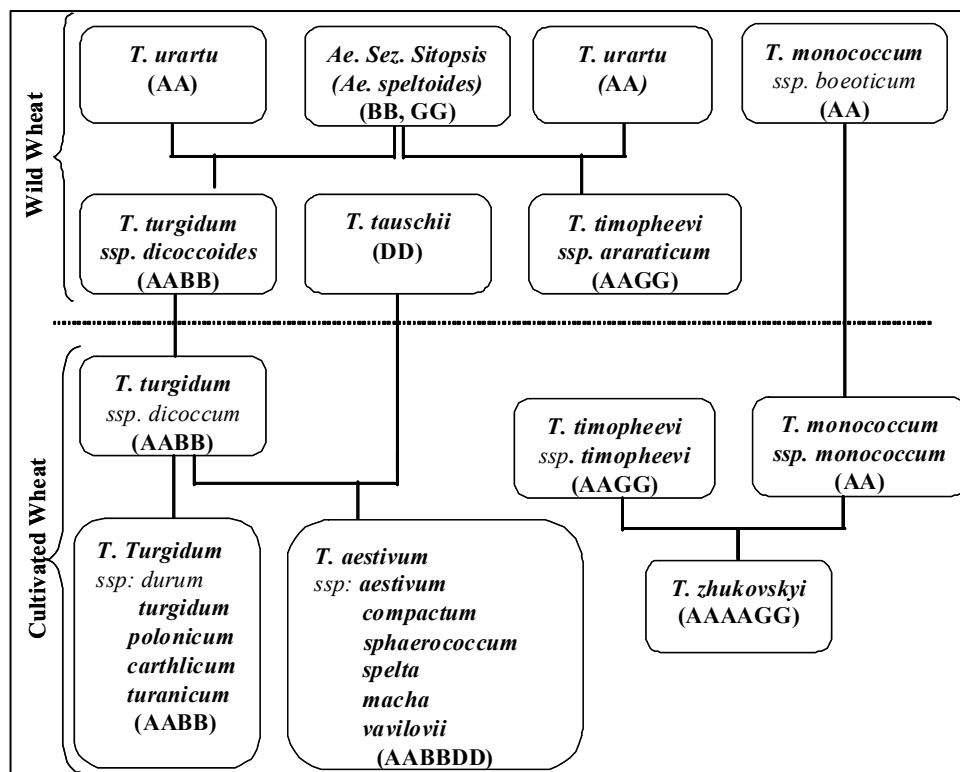 Wild Wheat
T. urartu
(AA)
Ae. Sez. Sitopsis
(Ae. speltoides)
(BB, GG)
T. urartu
(AA)
T. monococcum
ssp. boeoticum
(AA)
T. turgidum
ssp. dicoccoides
(AABB)
T. tauschii
(DD)
T. timopheevi
ssp. araraticum
(AAGG)
Cultivated Wheat
T. turgidum
ssp. dicoccum
(AABB)
T. timopheevi
ssp. timopheevi
(AAGG)
T. monococcum
ssp. monococcum
(AA)
T. Turgidum
ssp: durum
turgidum
polonicum
carthlicum
turanicum
(AABB)
T. aestivum
ssp: aestivum
compactum
sphaerococcum
spelta
macha
vavilovii
(AABBDD)
T. zhukovskyi
(AAAAGG)